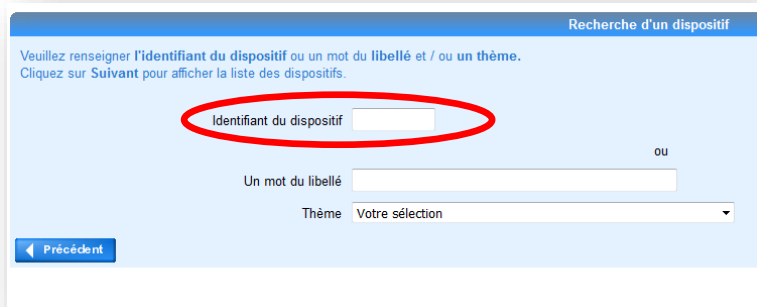 Recherche d'un dispositif
Veuillez renseigner l'identifiant du dispositif ou un mot du libellé et / ou un thème.
Cliquez sur Suivant pour afficher la liste des dispositifs.
Identifiant du dispositif
ou
Un mot du libellé
Thème Votre sélection
Précédent